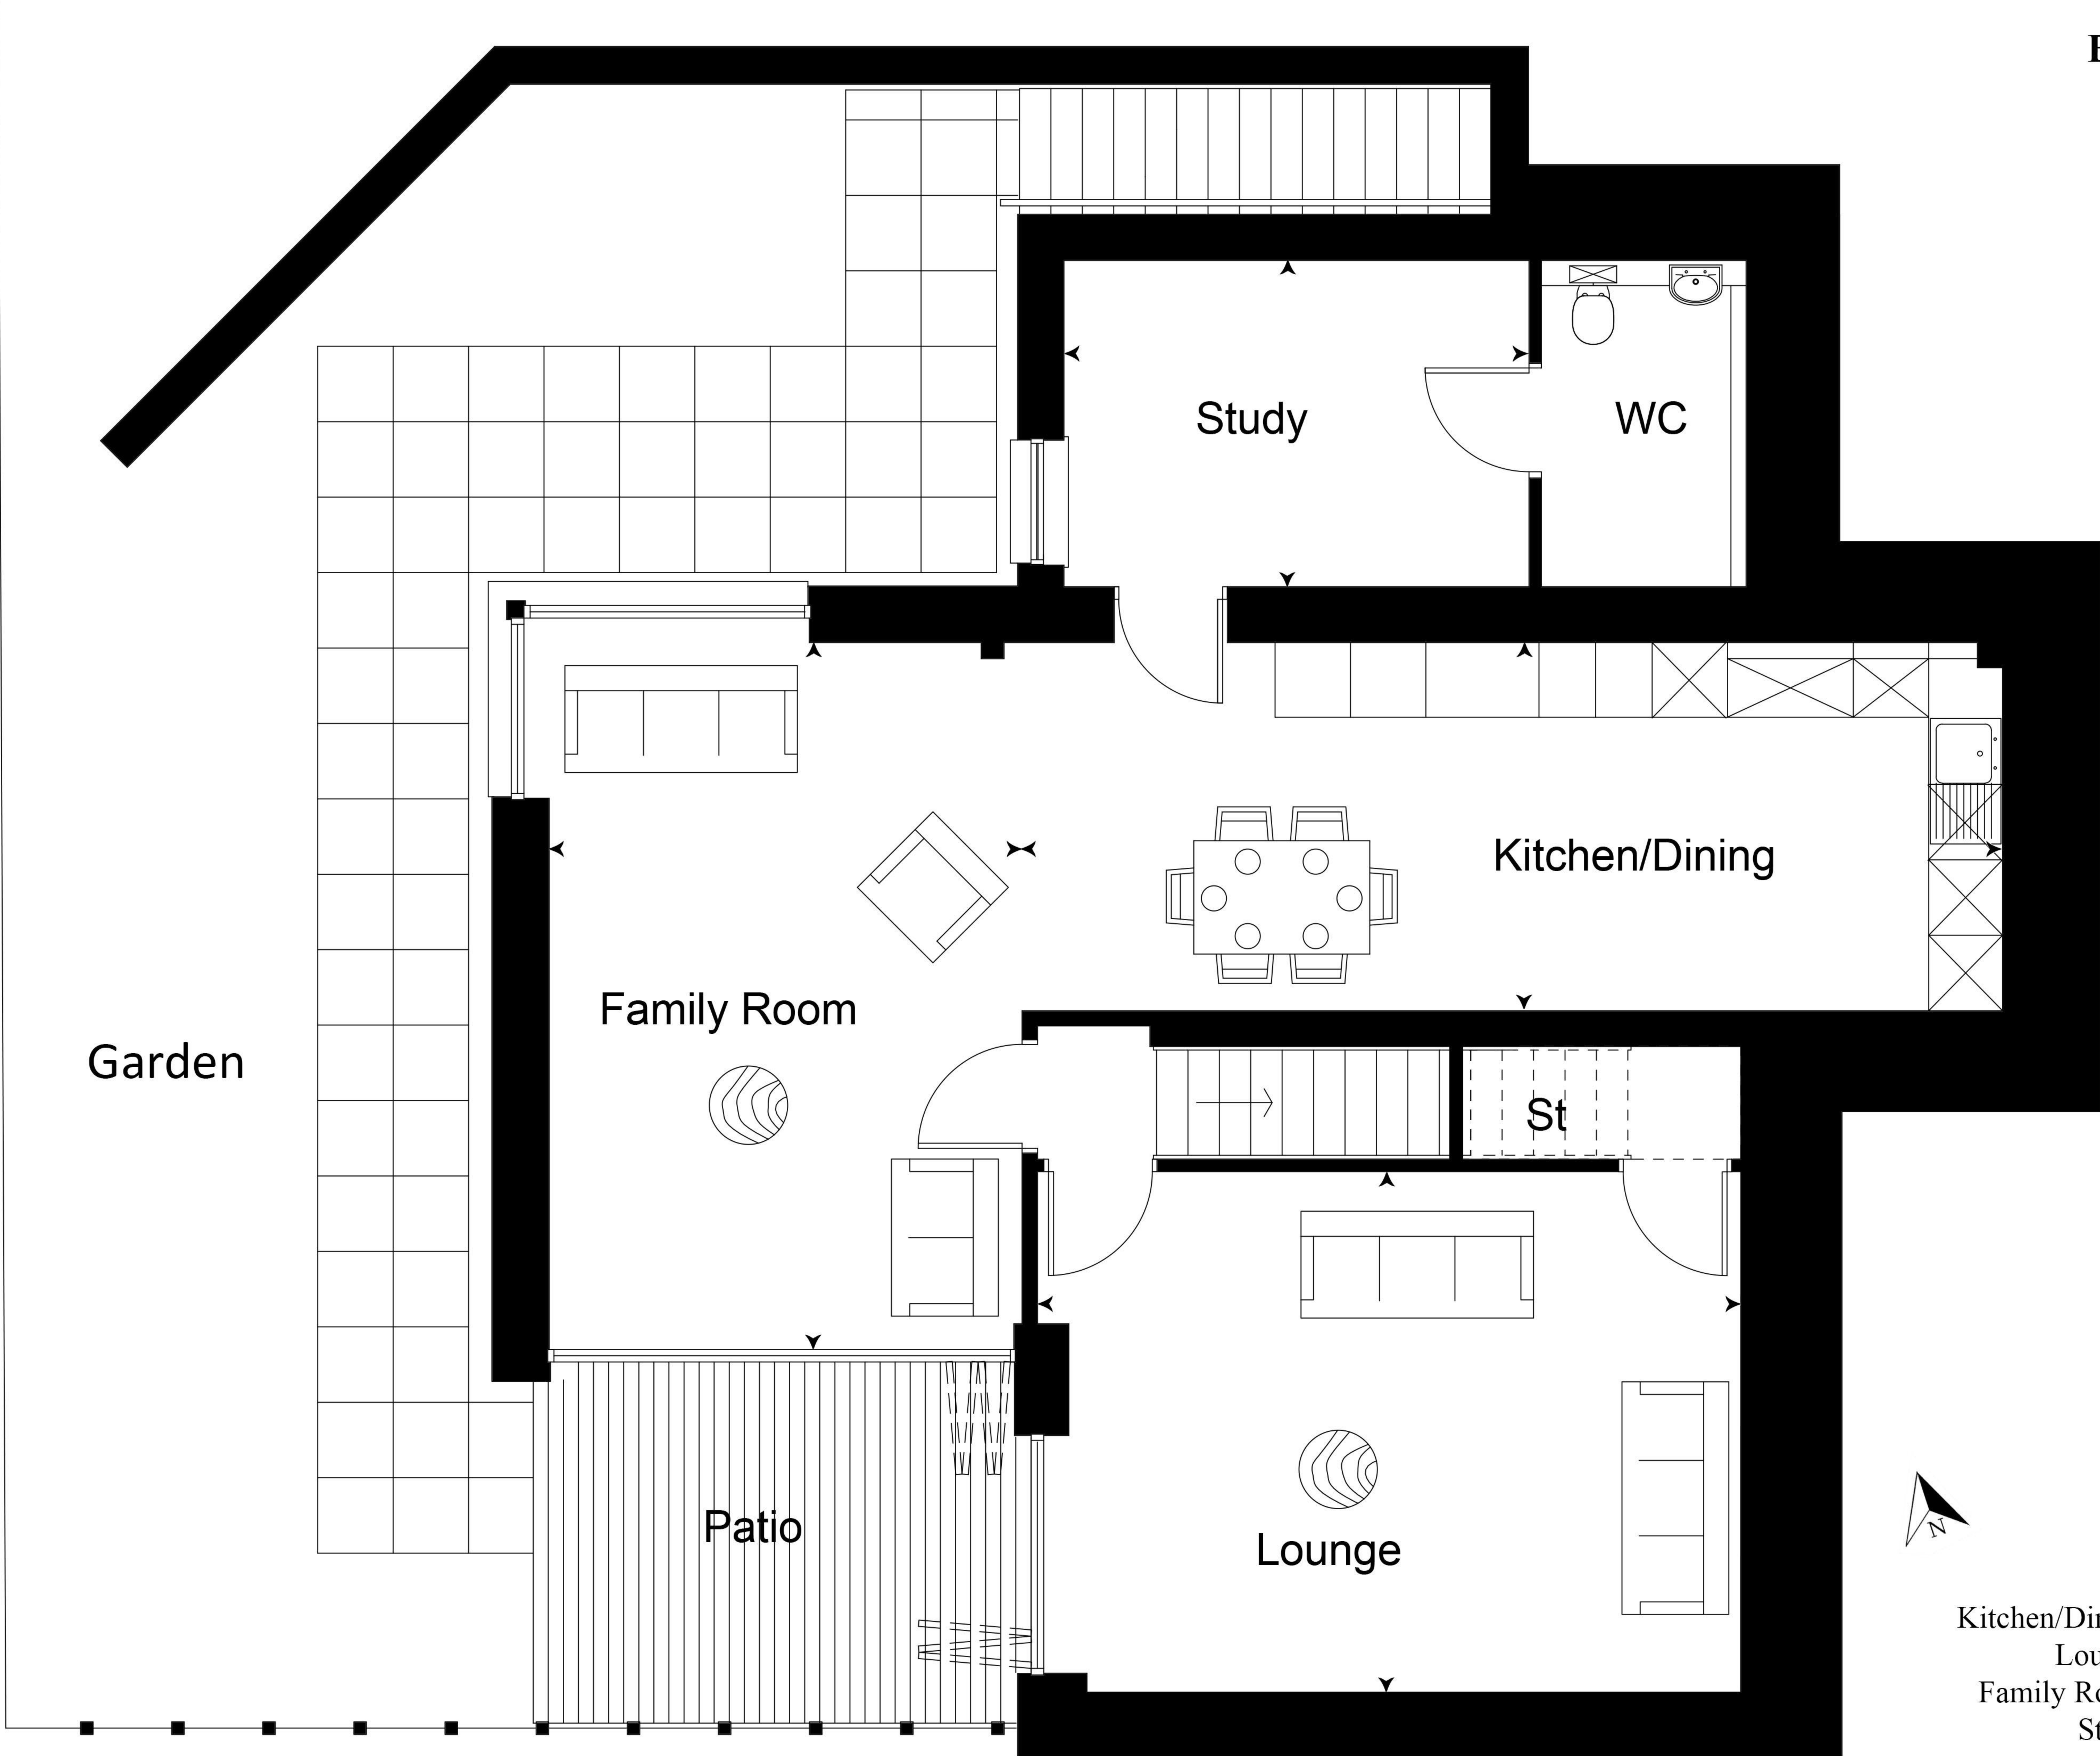 Study
WC
Kitchen/Dining
Family Room
Garden
St
Patio
Lounge
N